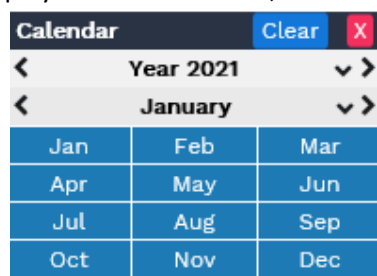 Calendar Clear X
Year 2021
January
Jan Feb Mar
Apr May Jun
Jul Aug Sep
Oct Nov Dec